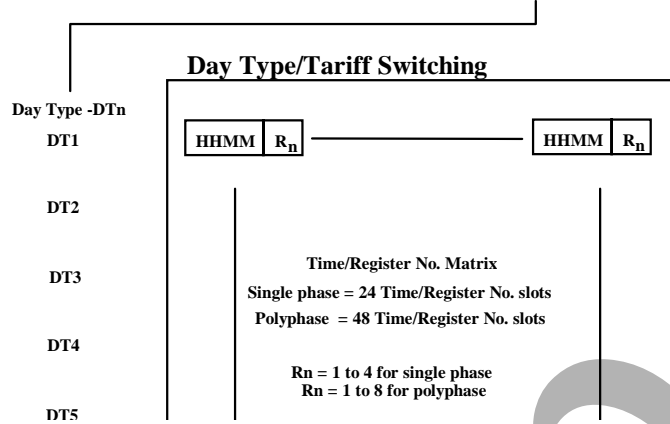 Day Type/Tariff Switching
Day Type -DTn
DT1
HHMM Rn HHMM Rn
DT2
Time/Register No. Matrix
DT3
Single phase = 24 Time/Register No. slots
Polyphase = 48 Time/Register No. slots
DT4
Rn = 1 to 4 for single phase
Rn = 1 to 8 for polyphase
DT5